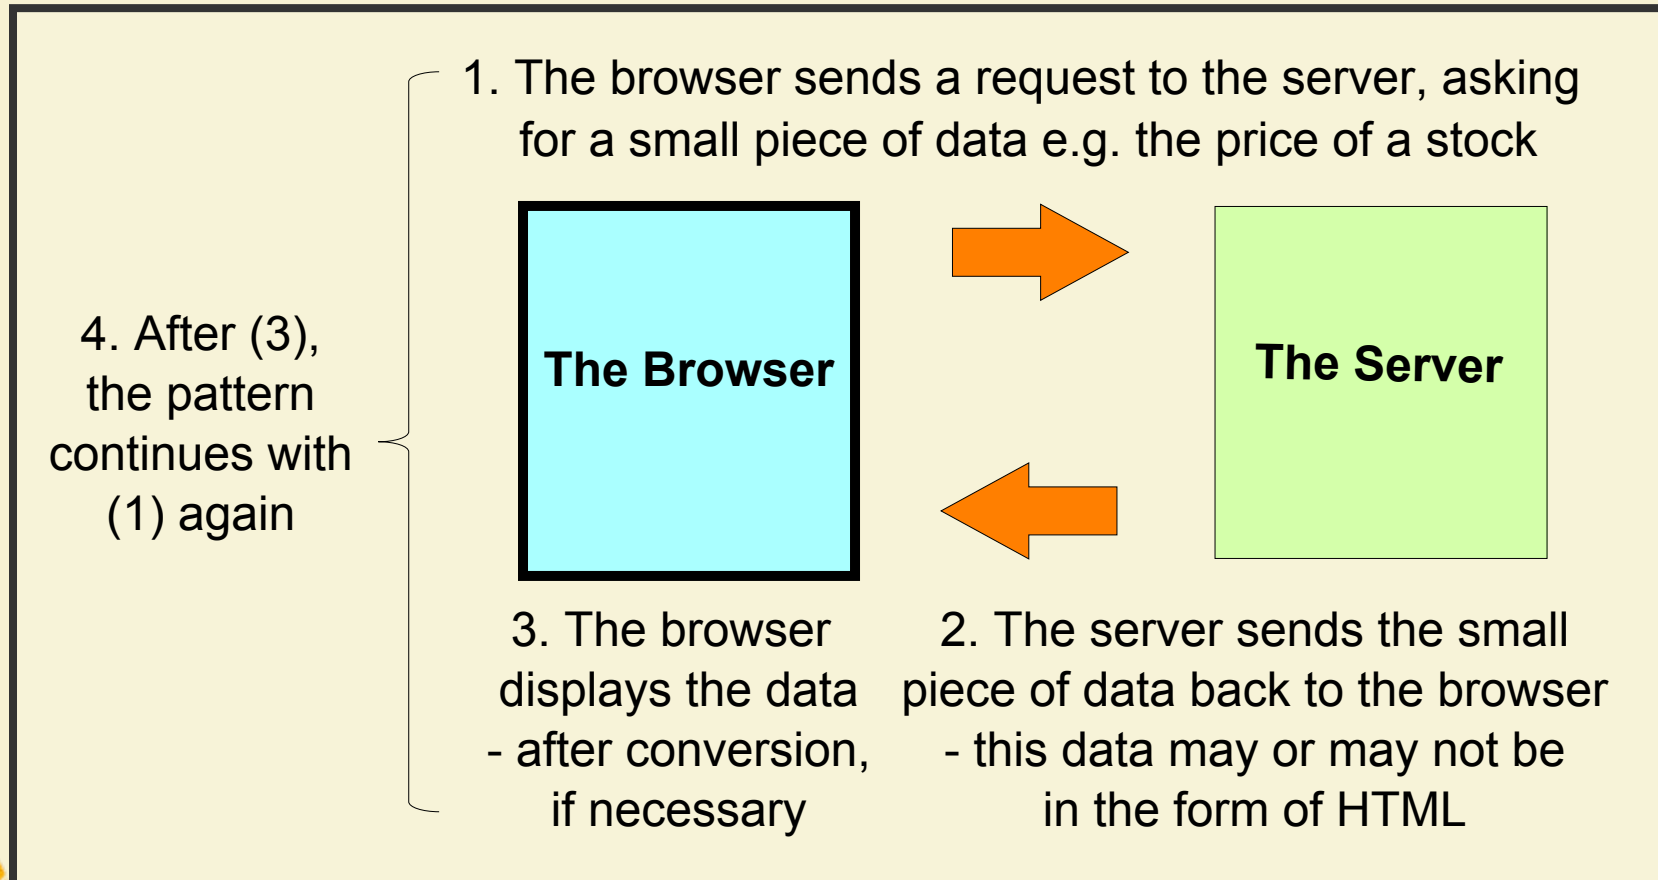 1. The browser sends a request to the server, asking
for a small piece of data e.g. the price of a stock
4. After (3),
the pattern
continues with
(1) again
The Browser
The Server
3. The browser
displays the data
- after conversion,
if necessary
2. The server sends the small
piece of data back to the browser
- this data may or may not be
in the form of HTML